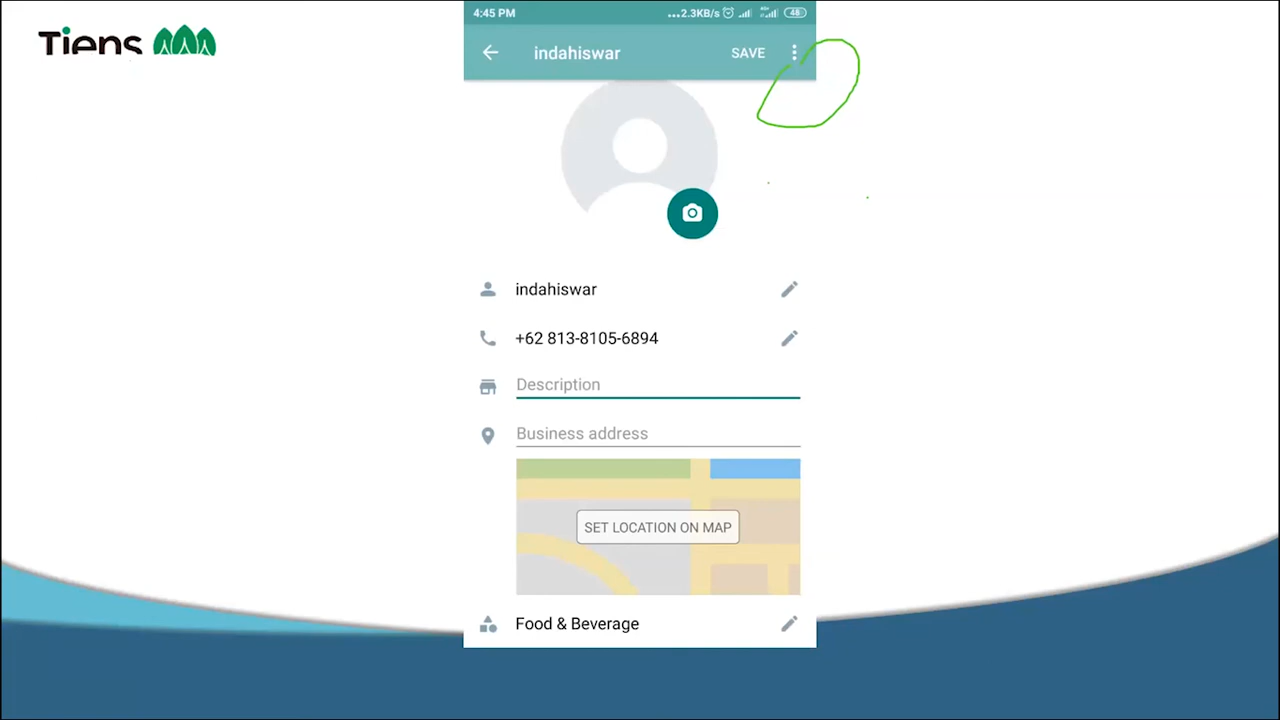 Tiens
4:45 PM ...2.3KB/s 48
indahiswar SAVE
indahiswar
+62 813-8105-6894
Description
Business address
SET LOCATION ON MAP
Food & Beverage